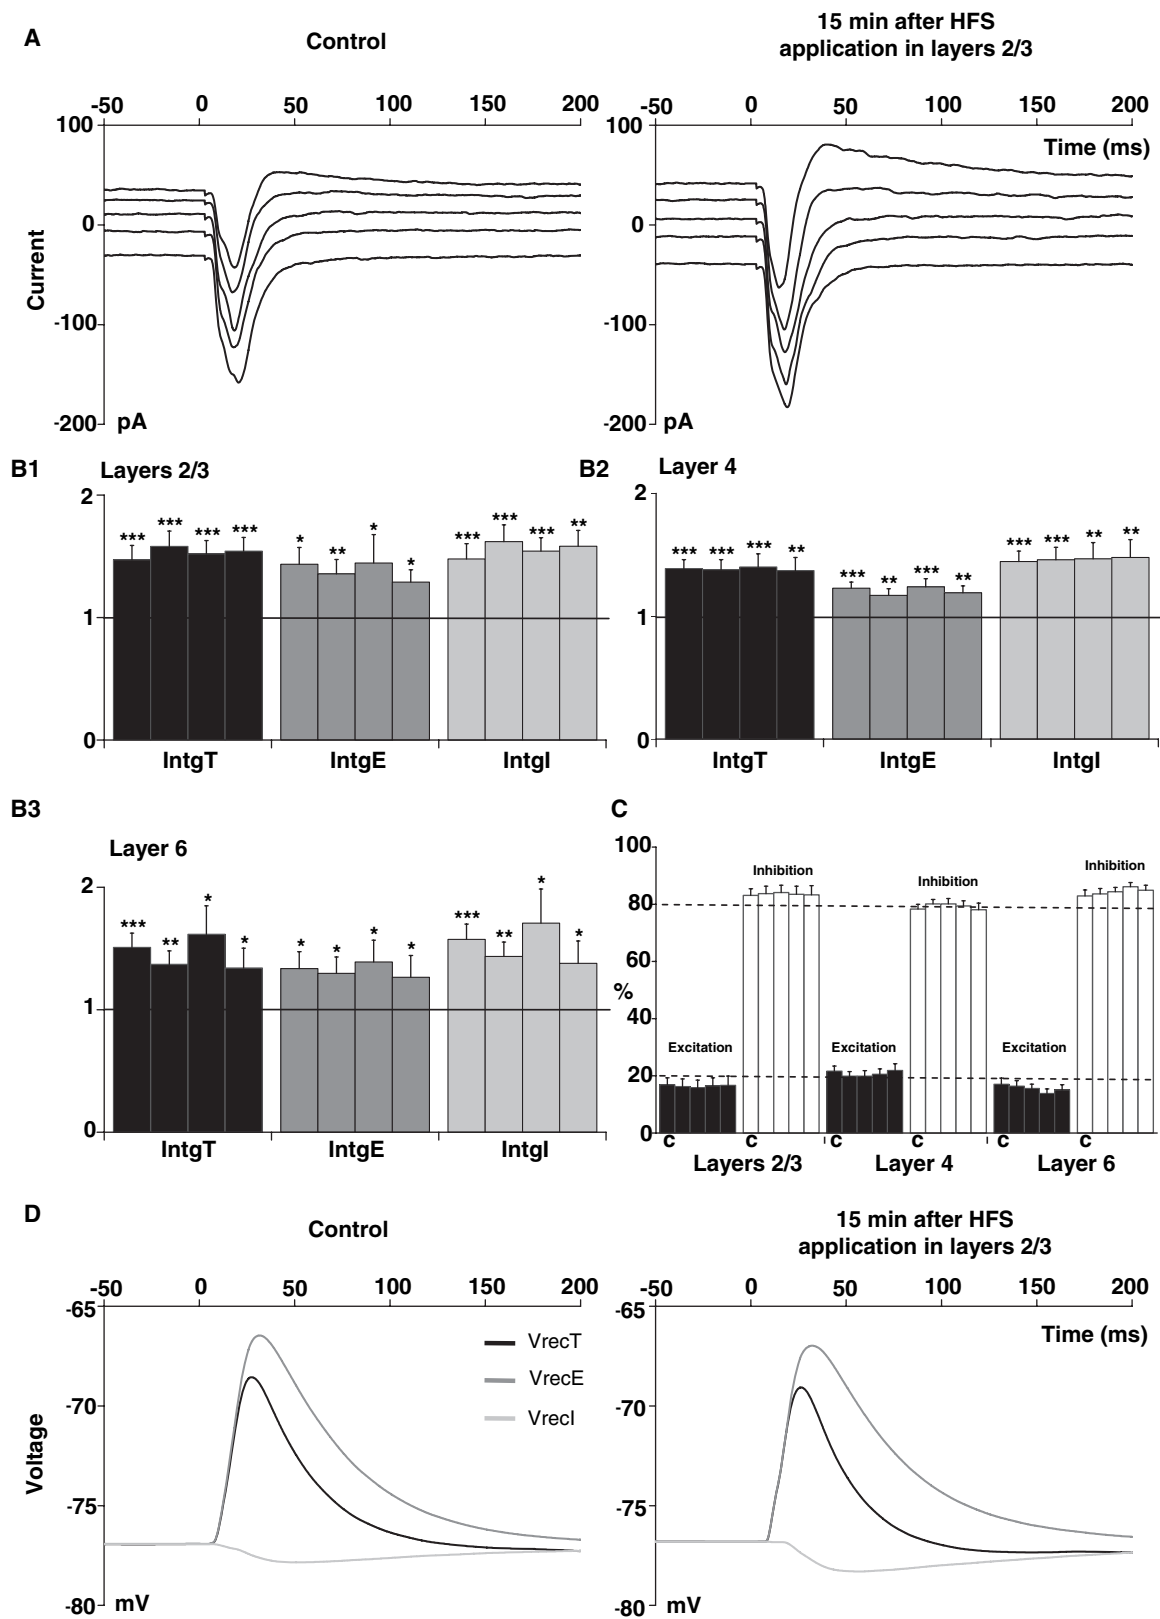 A
Control
15 min after HFS
application in layers 2/3
-50 0 50 100 150 200
-50 0 50 100 150 200
100
0
-100
-200
Current
pA
100
0
-100
-200
Time (ms)
pA
B1 Layers 2/3
2
1
0
*** *** *** ***
* ** * *
*** *** *** **
IntgT IntgE IntgI
B2 Layer 4
2
1
0
*** *** *** **
*** ** *** **
*** *** ** **
IntgT IntgE IntgI
B3
Layer 6
2
1
0
*** ** * *
* * * *
*** ** * *
IntgT IntgE IntgI
C
100
80
60
%
40
20
0
Inhibition
Inhibition
Inhibition
Excitation
Excitation
Excitation
c c c c c c
Layers 2/3 Layer 4 Layer 6
D
Control
15 min after HFS
application in layers 2/3
-50 0 50 100 150 200
-50 0 50 100 150 200
-65
-70
-75
-80
Voltage
mV
VrecT
VrecE
VrecI
-65
-70
-75
-80
Time (ms)
mV